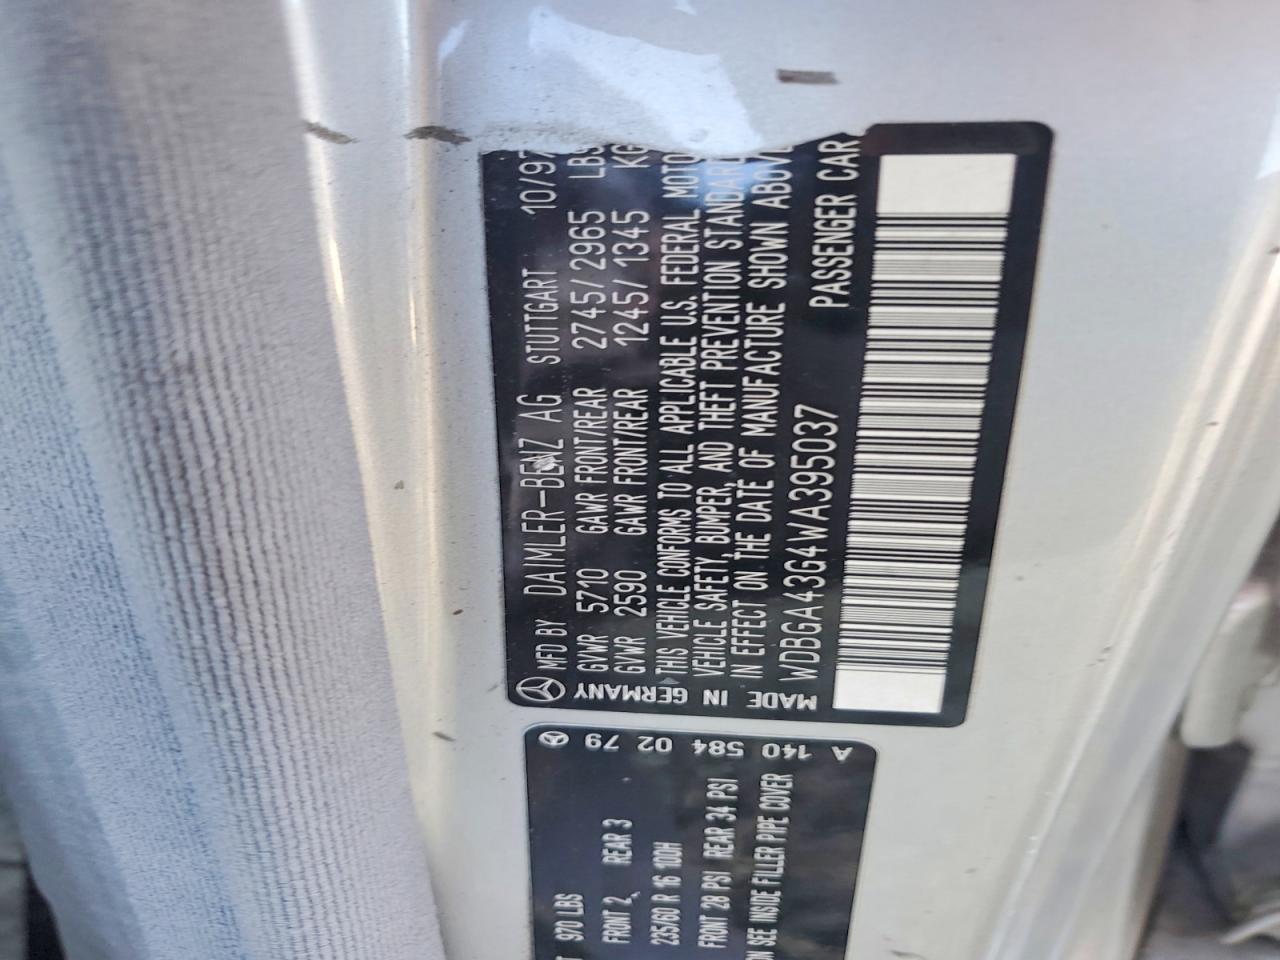 MFD BY DAIMLER-BENZ AG STUTTGART 10/97
GVWR 5710 GAWR FRONT/REAR 2745/2965 LBS
GVWR 2590 GAWR FRONT/REAR 1245/1345 KG
THIS VEHICLE CONFORMS TO ALL APPLICABLE U.S. FEDERAL MOTO
VEHICLE SAFETY, BUMPER, AND THEFT PREVENTION STANDARD
IN EFFECT ON THE DATE OF MANUFACTURE SHOWN ABOVE
WDBGA43G4WA395037 PASSENGER CAR
MADE IN GERMANY
A 140 584 02 79
970 LBS
FRONT 2 REAR 3
235/60 R 16 100H
FRONT 28 PSI REAR 34 PSI
ON SEE INSIDE FILLER PIPE COVER